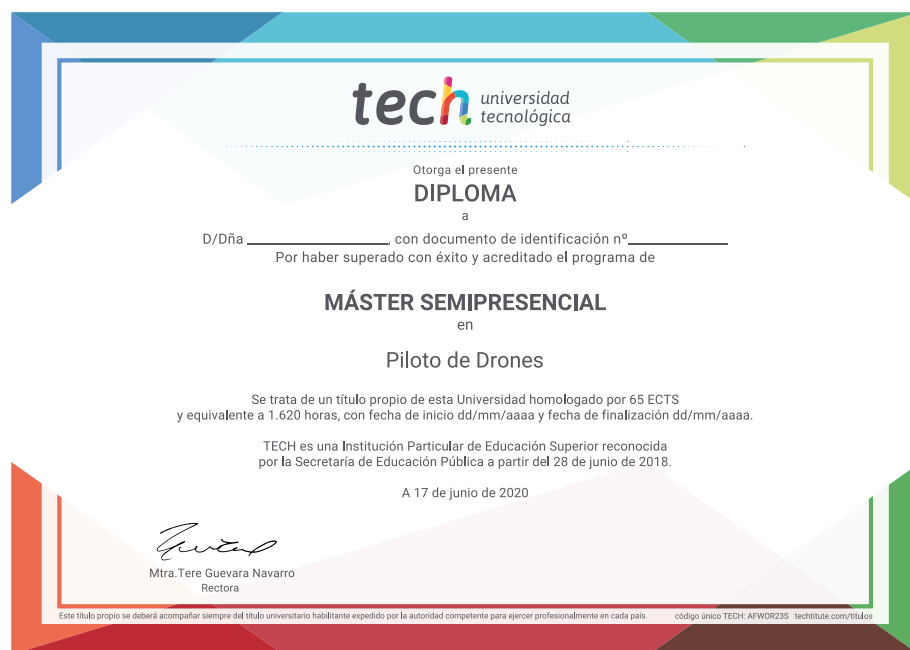 tech universidad
tecnológica
Otorga el presente
DIPLOMA
a
D/Dña ____________________, con documento de identificación nº______________
Por haber superado con éxito y acreditado el programa de
MÁSTER SEMIPRESENCIAL
en
Piloto de Drones
Se trata de un título propio de esta Universidad homologado por 65 ECTS
y equivalente a 1.620 horas, con fecha de inicio dd/mm/aaaa y fecha de finalización dd/mm/aaaa.
TECH es una Institución Particular de Educación Superior reconocida
por la Secretaría de Educación Pública a partir del 28 de junio de 2018.
A 17 de junio de 2020
Mtra.Tere Guevara Navarro
Rectora
Este título propio se deberá acompañar siempre del título universitario habilitante expedido por la autoridad competente para ejercer profesionalmente en cada país. código único TECH: AFWOR23S techtitute.com/titulos